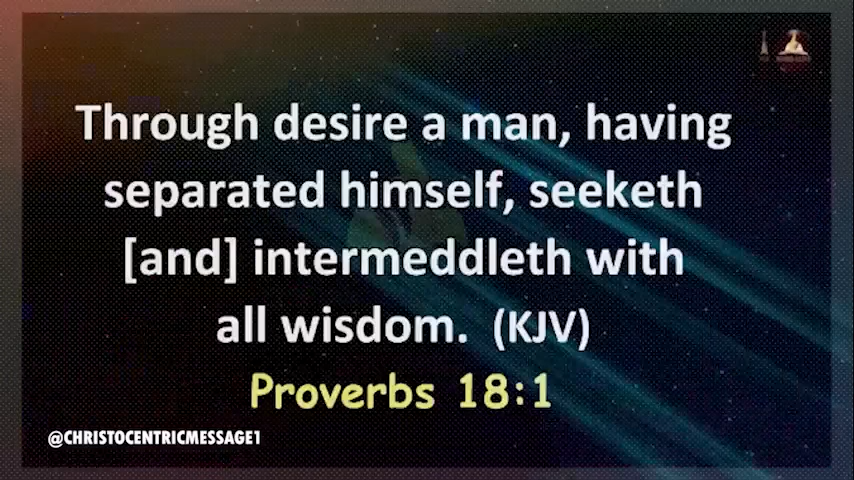 Through desire a man, having
separated himself, seeketh
[and] intermeddleth with
all wisdom. (KJV)
Proverbs 18:1
@CHRISTOCENTRICMESSAGE1